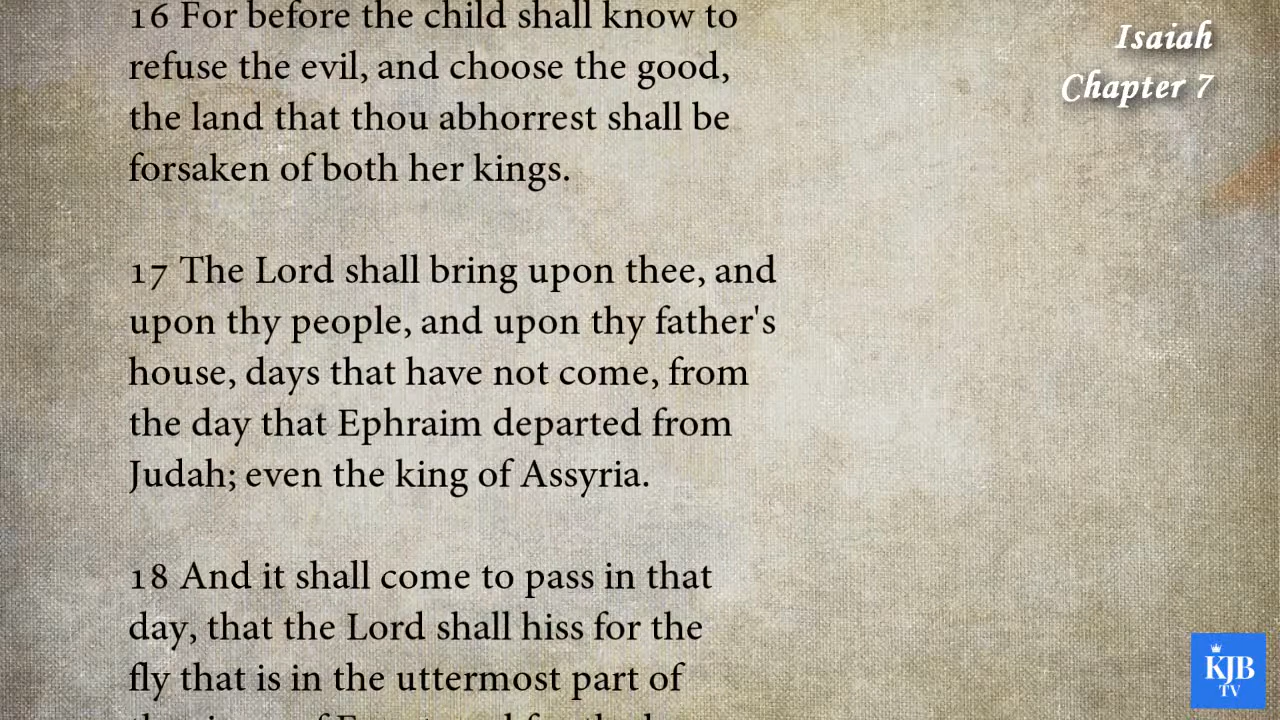 16 For before the child shall know to
refuse the evil, and choose the good,
the land that thou abhorrest shall be
forsaken of both her kings.
17 The Lord shall bring upon thee, and
upon thy people, and upon thy father's
house, days that have not come, from
the day that Ephraim departed from
Judah; even the king of Assyria.
18 And it shall come to pass in that
day, that the Lord shall hiss for the
fly that is in the uttermost part of
Isaiah
Chapter 7
KJB
TV